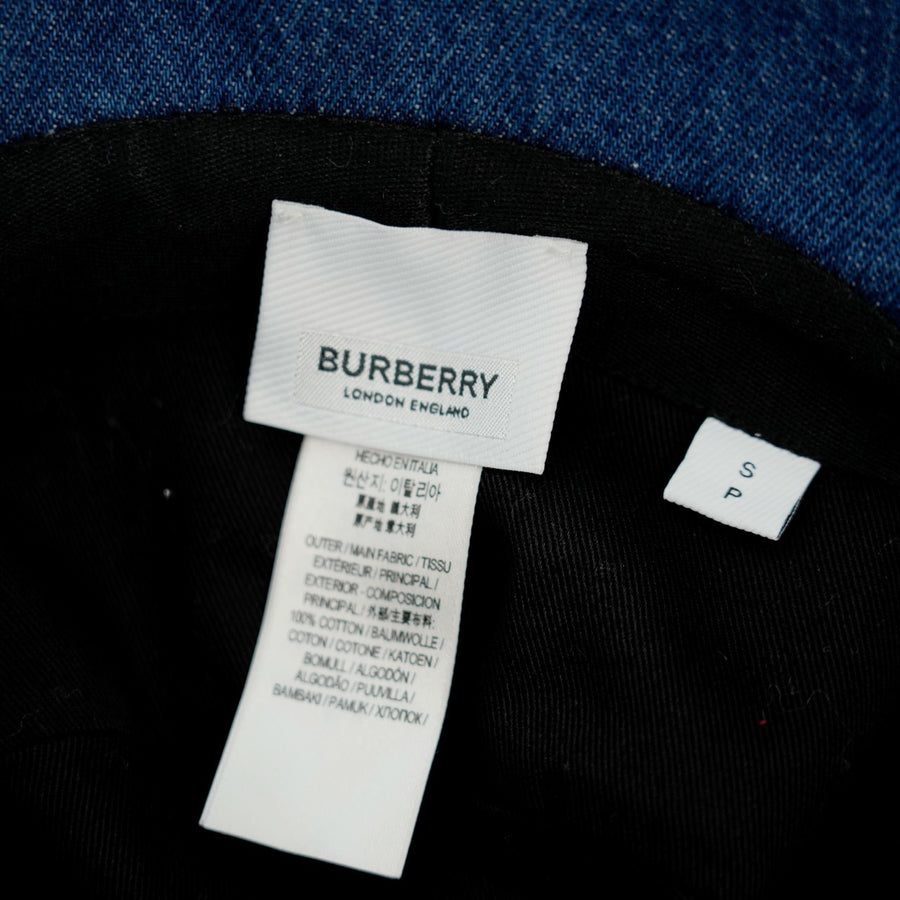 BURBERRY
LONDON ENGLAND
HECHO EN ITALIA
원산지: 이탈리아
原產地 義大利
原产地 意大利
OUTER / MAIN FABRIC / TISSU
EXTÉRIEUR / PRINCIPAL /
EXTERIOR - COMPOSICION
PRINCIPAL / 外部/主要布料:
100% COTTON / BAUMWOLLE /
COTON / COTONE / KATOEN /
BOMULL / ALGODÓN /
ALGODÃO / PUUVILLA /
BAMBAKI / PAMUK / ХЛОПОК /
S
P